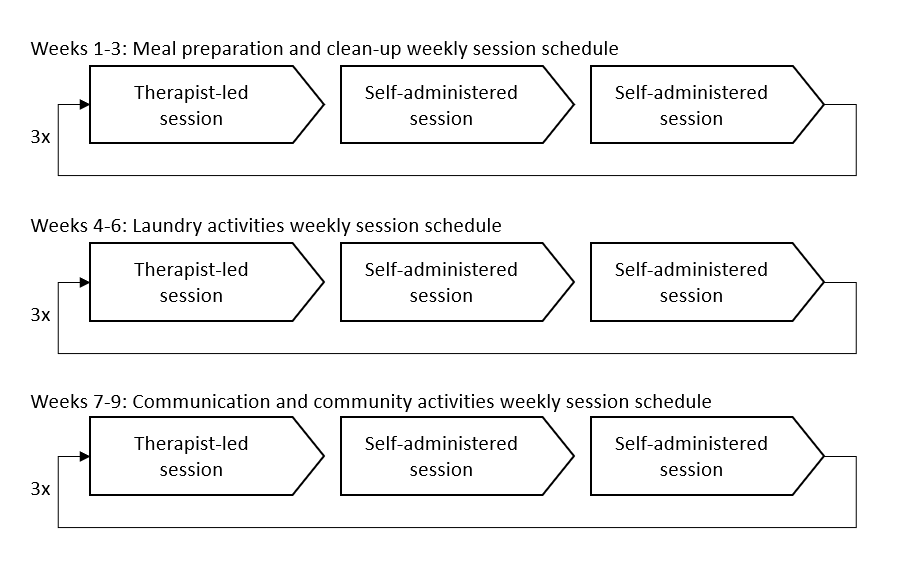 Weeks 1-3: Meal preparation and clean-up weekly session schedule
Therapist-led
session
Self-administered
session
Self-administered
session
3x
Weeks 4-6: Laundry activities weekly session schedule
Therapist-led
session
Self-administered
session
Self-administered
session
3x
Weeks 7-9: Communication and community activities weekly session schedule
Therapist-led
session
Self-administered
session
Self-administered
session
3x